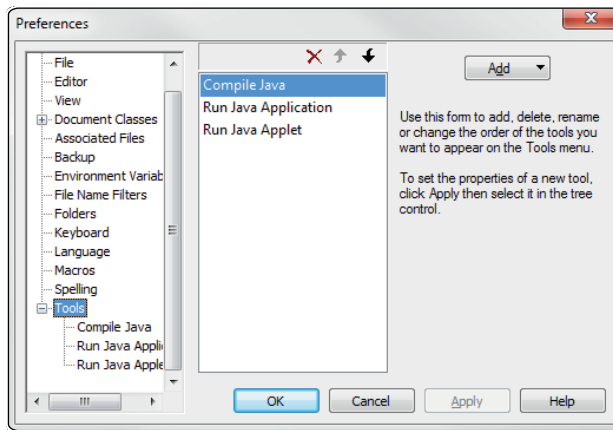 Preferences
File
Editor
View
Document Classes
Associated Files
Backup
Environment Variab
File Name Filters
Folders
Keyboard
Language
Macros
Spelling
Tools
Compile Java
Run Java Appli
Run Java Apple
Compile Java
Run Java Application
Run Java Applet
Add
Use this form to add, delete, rename
or change the order of the tools you
want to appear on the Tools menu.
To set the properties of a new tool,
click Apply then select it in the tree
control.
OK
Cancel
Apply
Help